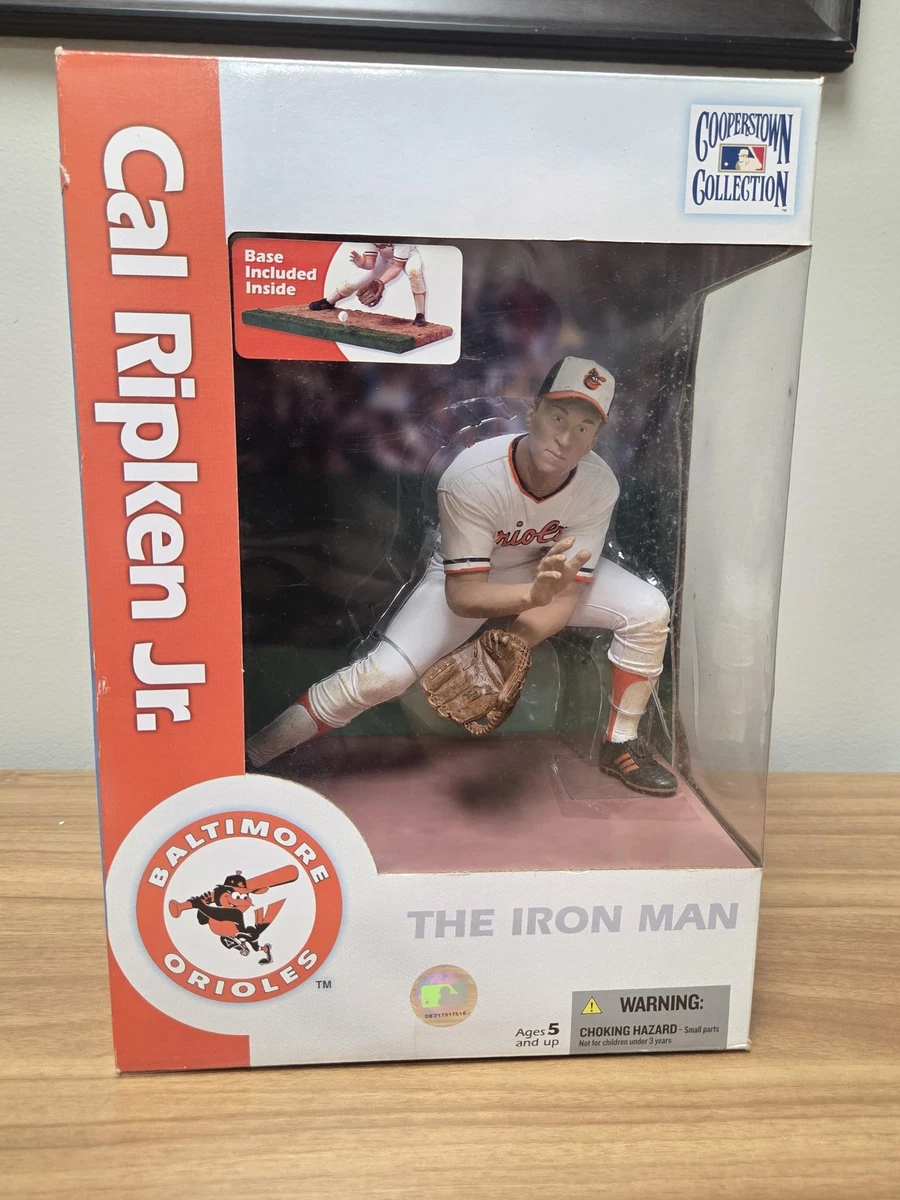 Cal Ripken Jr.
COOPERSTOWN
COLLECTION
TM
Base
Included
Inside
BALTIMORE
ORIOLES
TM
THE IRON MAN
Ages 5
and up
WARNING:
CHOKING HAZARD - Small parts
Not for children under 3 years